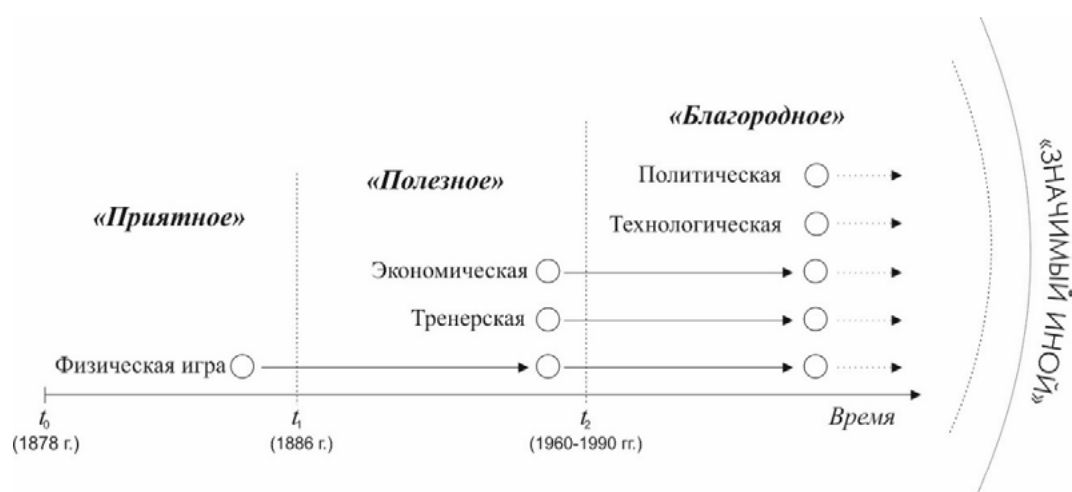 «Благородное»
«Полезное»
«Приятное»
Политическая
Технологическая
Экономическая
Тренерская
Физическая игра
t₀
(1878 г.)
t₁
(1886 г.)
t₂
(1960-1990 гг.)
Время
«ЗНАЧИМЫЙ ИНОЙ»